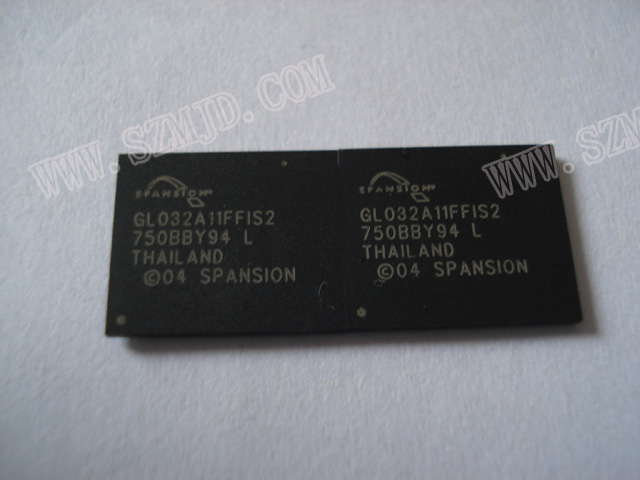 WWW.SZMJD.COM
WWW.SZM
SPANSION
GL032A11FFIS2
750BBY94 L
THAILAND
©04 SPANSION
SPANSION
GL032A11FFIS2
750BBY94 L
THAILAND
©04 SPANSION